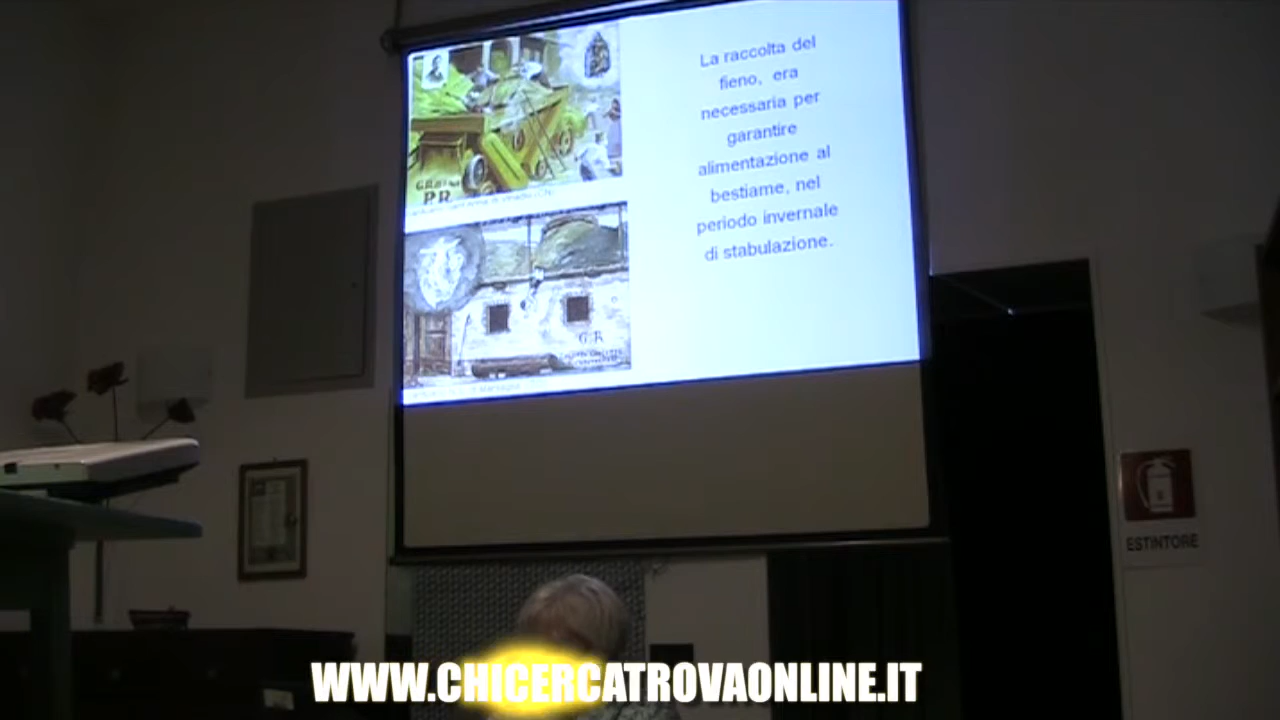 La raccolta del
fieno, era
necessaria per
garantire
alimentazione al
bestiame, nel
periodo invernale
di stabulazione.
P.R
G.R
ESTINTORE
WWW.CHICERCATROVAONLINE.IT